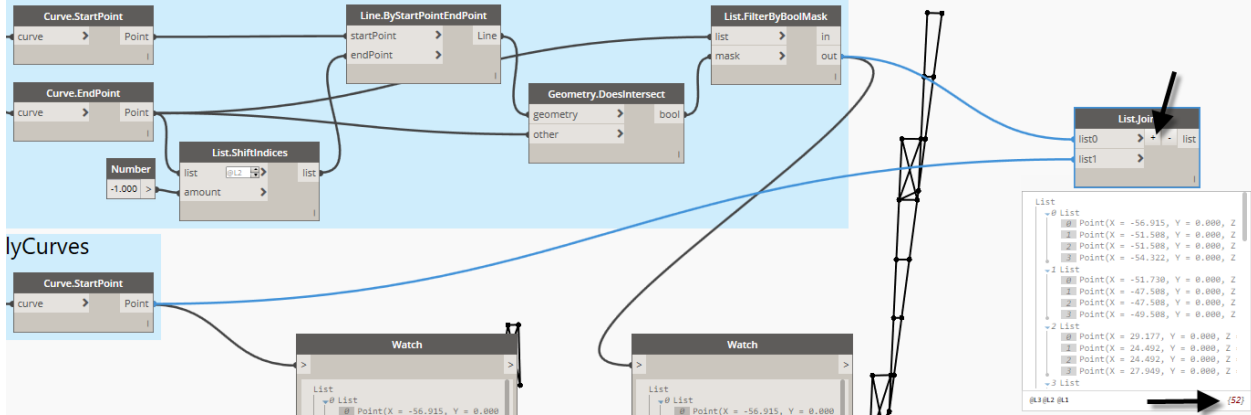 Curve.StartPoint
curve > Point
|
Curve.EndPoint
curve > Point
|
Number
-1.000 >
List.ShiftIndices
list @L2 > list
amount >
|
Line.ByStartPointEndPoint
startPoint > Line
endPoint >
|
Geometry.DoesIntersect
geometry > bool
other >
|
List.FilterByBoolMask
list > in
mask > out
|
lyCurves
Curve.StartPoint
curve > Point
|
Watch
> >
List
0 List
0 Point(X = -56.915, Y = 0.000
Watch
> >
List
0 List
0 Point(X = -56.915, Y = 0.000
List.Join
list0 > + - list
list1 >
|
List
0 List
0 Point(X = -56.915, Y = 0.000, Z
1 Point(X = -51.508, Y = 0.000, Z
2 Point(X = -51.508, Y = 0.000, Z
3 Point(X = -54.322, Y = 0.000, Z
1 List
0 Point(X = -51.730, Y = 0.000, Z
1 Point(X = -47.508, Y = 0.000, Z
2 Point(X = -47.508, Y = 0.000, Z
3 Point(X = -49.508, Y = 0.000, Z
2 List
0 Point(X = 29.177, Y = 0.000, Z
1 Point(X = 24.492, Y = 0.000, Z
2 Point(X = 24.492, Y = 0.000, Z
3 Point(X = 27.949, Y = 0.000, Z
3 List
@L3 @L2 @L1 {52}